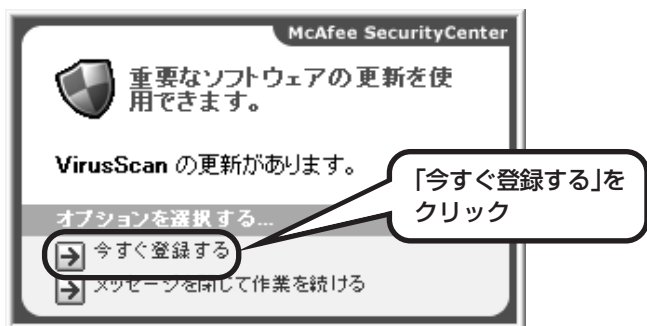 McAfee SecurityCenter
重要なソフトウェアの更新を使
用できます。
VirusScan の更新があります。
「今すぐ登録する」を
クリック
オプションを選択する...
今すぐ登録する
メッセージを閉じて作業を続ける